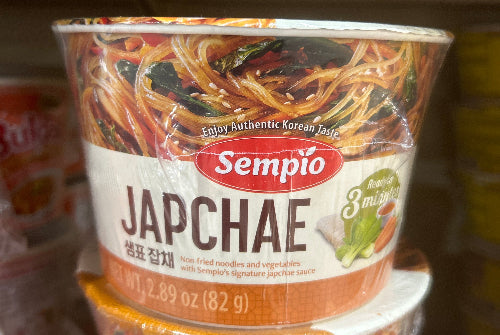 Enjoy Authentic Korean Taste
Sempio
JAPCHAE
샘표 잡채
Ready in
3 minutes
Non-fried noodles and vegetables
with Sempio's signature japchae sauce
NET WT. 2.89 oz (82 g)